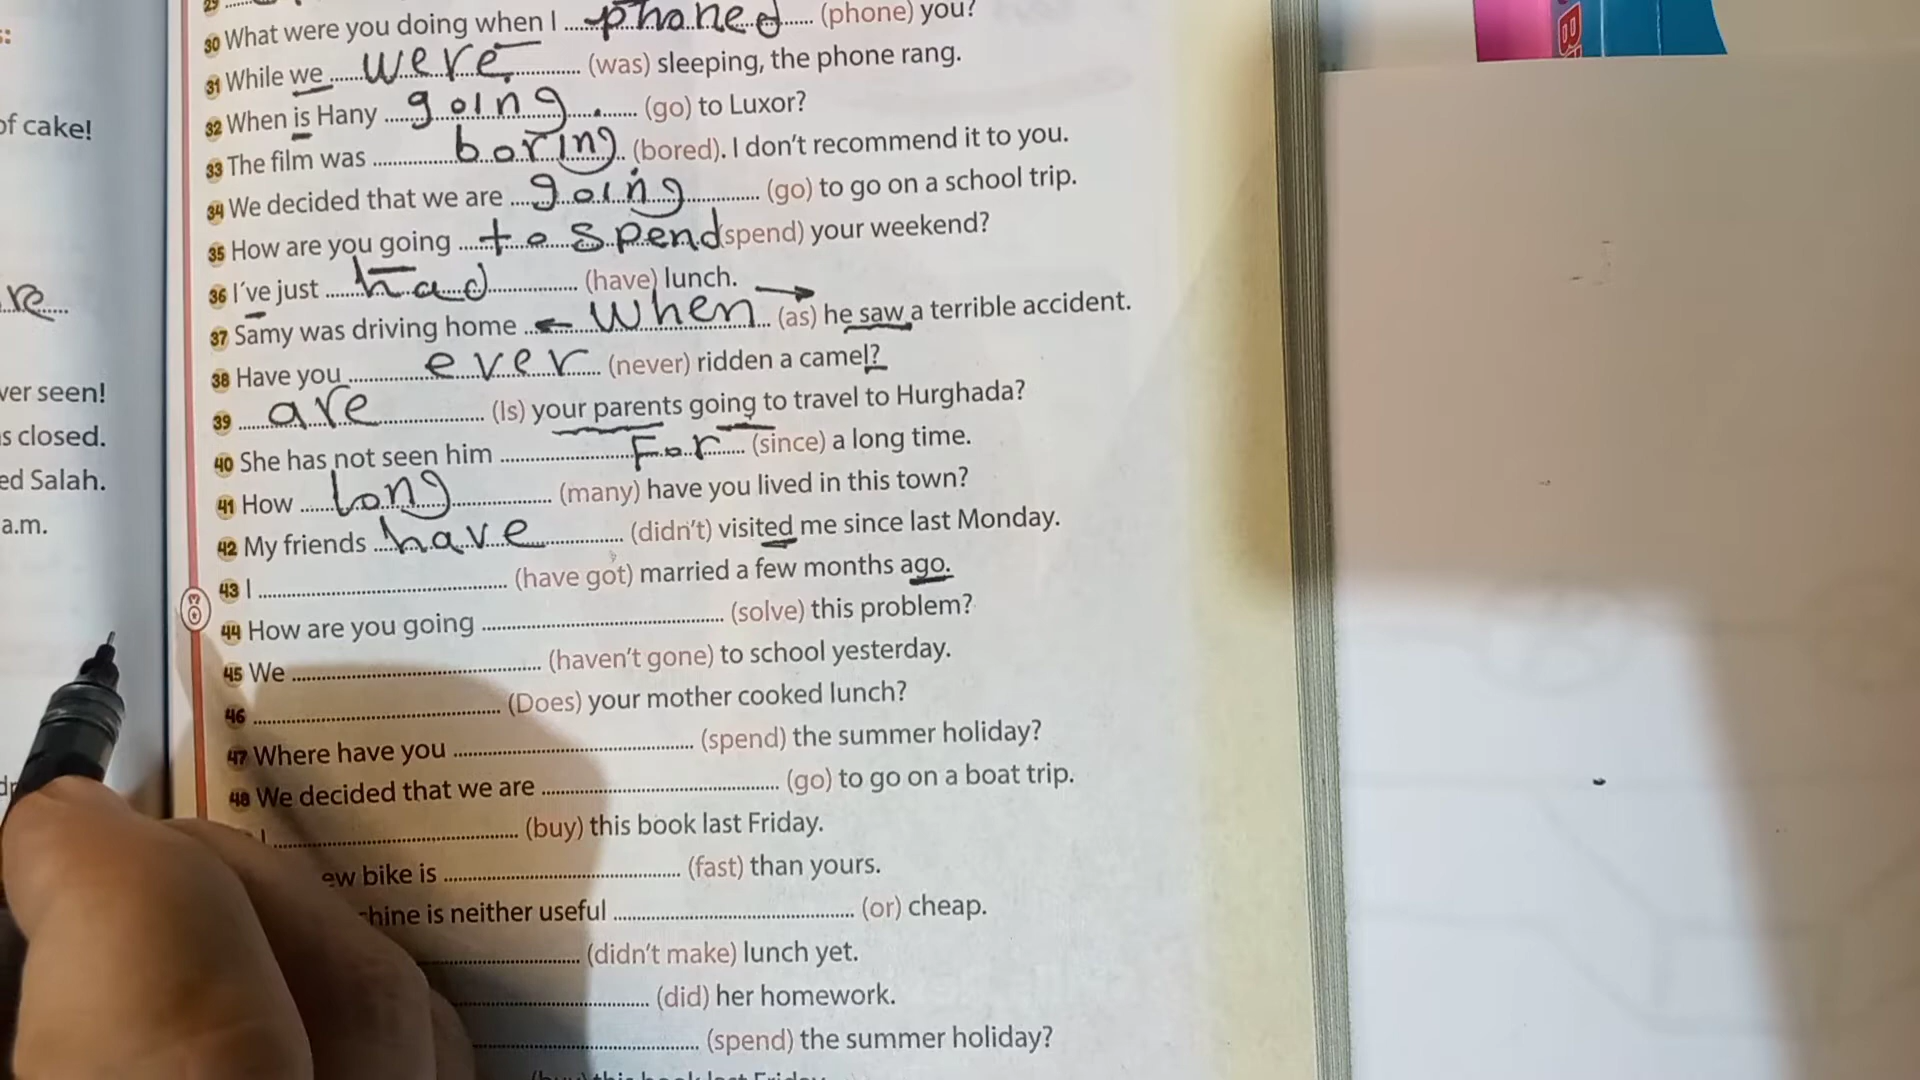 29
s:
30 What were you doing when I ... phoned ... (phone) you?
31 While we ... were ... (was) sleeping, the phone rang.
32 When is Hany ... going ... (go) to Luxor?
of cake!
33 The film was ... boring ... (bored). I don't recommend it to you.
34 We decided that we are ... going ... (go) to go on a school trip.
35 How are you going ... to spend (spend) your weekend?
36 I've just ... had ... (have) lunch.
re
37 Samy was driving home ... when ... (as) he saw a terrible accident.
38 Have you ... ever ... (never) ridden a camel?
ver seen!
39 ... are ... (Is) your parents going to travel to Hurghada?
s closed.
40 She has not seen him ... For ... (since) a long time.
ed Salah.
41 How ... Long ... (many) have you lived in this town?
a.m.
42 My friends ... have ... (didn't) visited me since last Monday.
43 I ... (have got) married a few months ago.
44 How are you going ... (solve) this problem?
45 We ... (haven't gone) to school yesterday.
46 ... (Does) your mother cooked lunch?
47 Where have you ... (spend) the summer holiday?
48 We decided that we are ... (go) to go on a boat trip.
I ... (buy) this book last Friday.
ew bike is ... (fast) than yours.
hine is neither useful ... (or) cheap.
... (didn't make) lunch yet.
... (did) her homework.
... (spend) the summer holiday?
(buy) this book last Friday